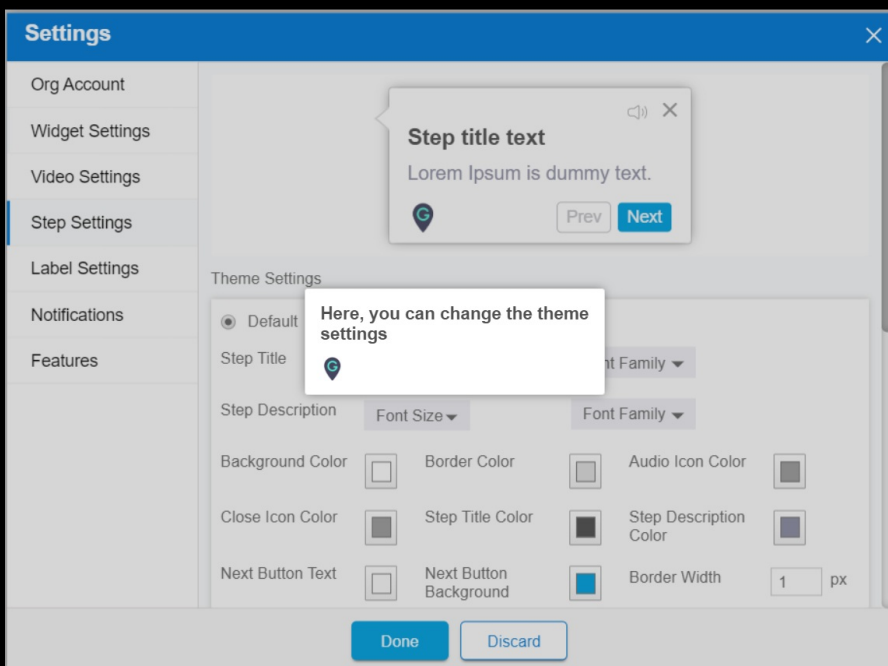 Settings
Org Account
Widget Settings
Video Settings
Step Settings
Label Settings
Notifications
Features
Step title text
Lorem Ipsum is dummy text.
G
Prev Next
Theme Settings
Default
Here, you can change the theme
settings
G
Step Title
Family
Step Description Font Size Font Family
Background Color Border Color Audio Icon Color
Close Icon Color Step Title Color Step Description
Color
Next Button Text Next Button
Background Border Width 1 px
Done Discard